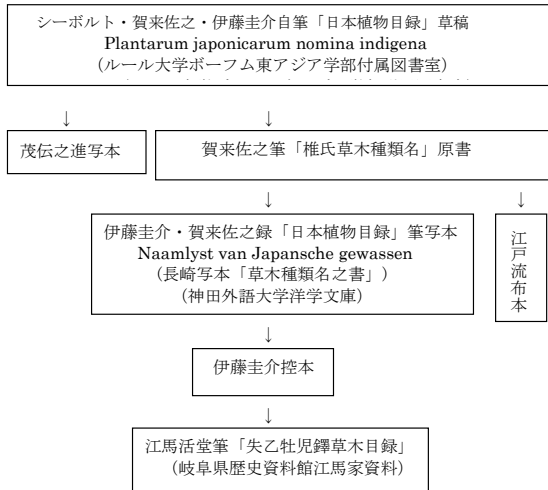 シーボルト・賀来佐之・伊藤圭介自筆「日本植物目録」草稿
Plantarum japonicarum nomina indigena
（ルール大学ボーフム東アジア学部付属図書室）
↓ ↓
茂伝之進写本
賀来佐之筆「椎氏草木種類名」原書
↓ ↓
伊藤圭介・賀来佐之録「日本植物目録」筆写本
Naamlyst van Japansche gewassen
（長崎写本「草木種類名之書」）
（神田外語大学洋学文庫）
江戸流布本
↓
伊藤圭介控本
↓
江馬活堂筆「失乙牡児鐸草木目録」
（岐阜県歴史資料館江馬家資料）